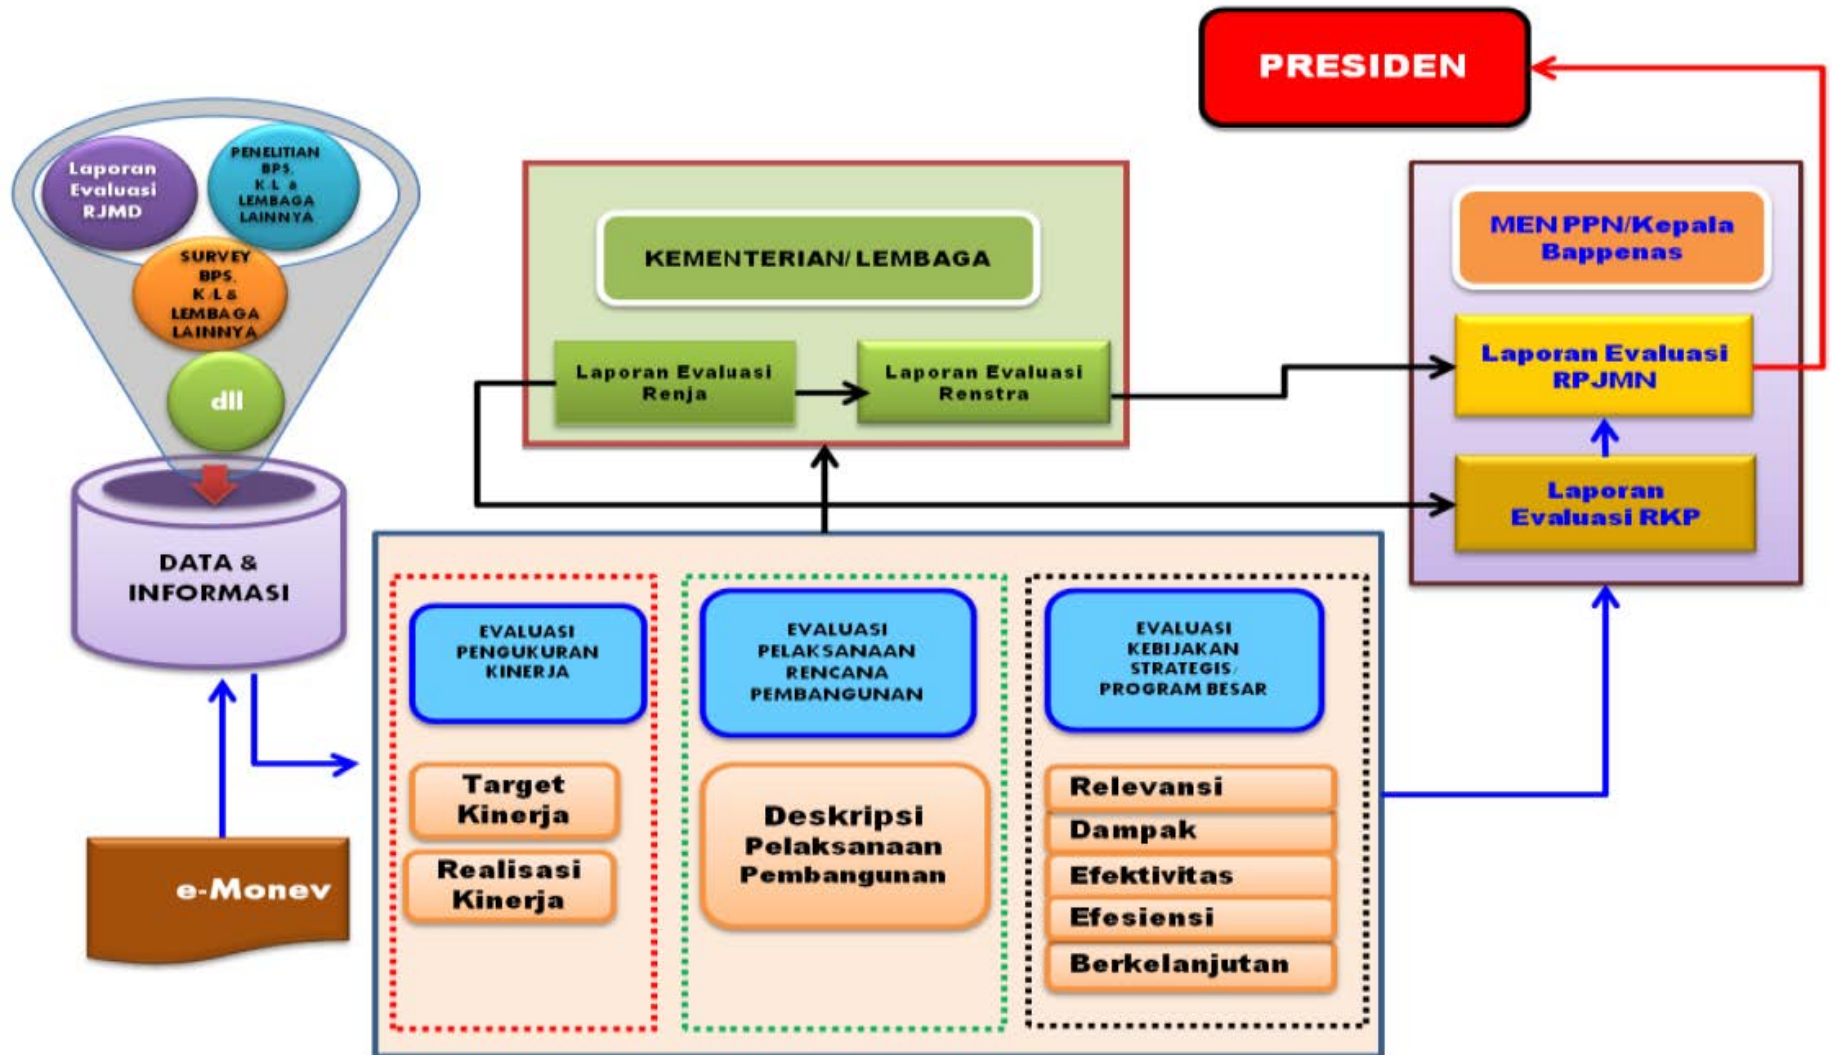 PRESIDEN
Laporan
Evaluasi
RJMD
PENELITIAN
BPS,
K/L &
LEMBAGA
LAINNYA
SURVEY
BPS,
K/L &
LEMBAGA
LAINNYA
dll
DATA &
INFORMASI
e-Monev
KEMENTERIAN/ LEMBAGA
Laporan Evaluasi
Renja
Laporan Evaluasi
Renstra
MEN PPN/Kepala
Bappenas
Laporan Evaluasi
RPJMN
Laporan
Evaluasi RKP
EVALUASI
PENGUKURAN
KINERJA
Target
Kinerja
Realisasi
Kinerja
EVALUASI
PELAKSANAAN
RENCANA
PEMBANGUNAN
Deskripsi
Pelaksanaan
Pembangunan
EVALUASI
KEBIJAKAN
STRATEGIS/
PROGRAM BESAR
Relevansi
Dampak
Efektivitas
Efesiensi
Berkelanjutan